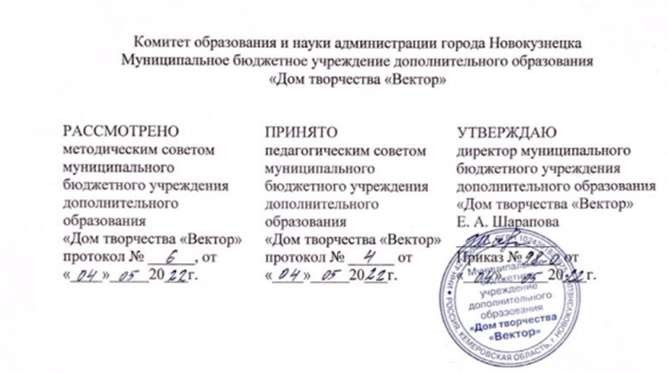 Комитет образования и науки администрации города Новокузнецка
Муниципальное бюджетное учреждение дополнительного образования
«Дом творчества «Вектор»
РАССМОТРЕНО
методическим советом
муниципального
бюджетного учреждения
дополнительного
образования
«Дом творчества «Вектор»
протокол № 6, от
«04» 05 2022г.
ПРИНЯТО
педагогическим советом
муниципального
бюджетного учреждения
дополнительного
образования
«Дом творчества «Вектор»
протокол № 4 от
«04» 05 2022г.
УТВЕРЖДАЮ
директор муниципального
бюджетного учреждения
дополнительного образования
«Дом творчества «Вектор»
Е. А. Шарапова
Приказ № от
«04» 05 2022г.
Муниципальное
бюджетное
учреждение
дополнительного
образования
«Дом творчества
«Вектор»
РОССИЯ, КЕМЕРОВСКАЯ ОБЛАСТЬ, г. НОВОКУЗНЕЦК